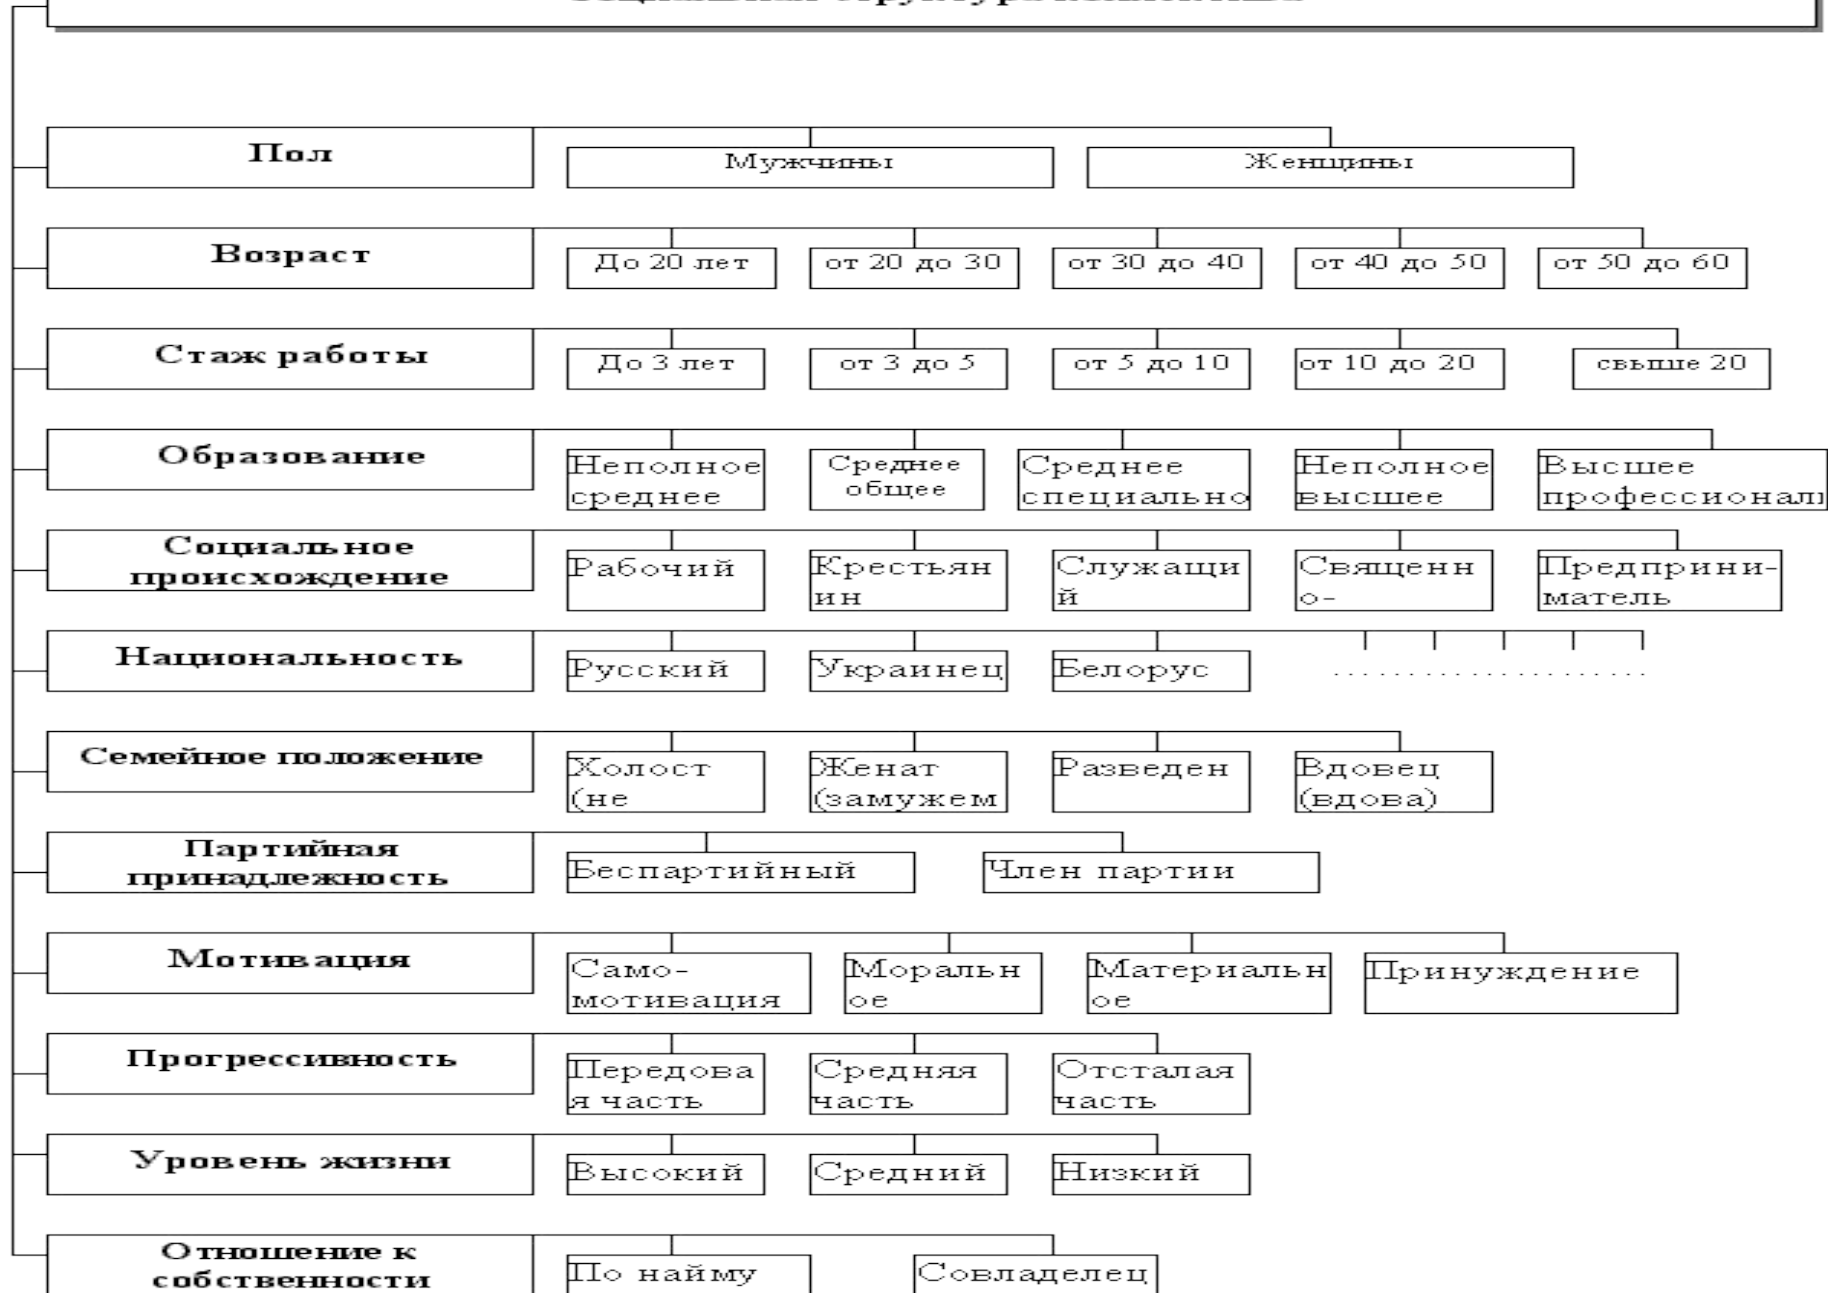 Пол
Мужчины
Женщины
Возраст
До 20 лет
от 20 до 30
от 30 до 40
от 40 до 50
от 50 до 60
Стаж работы
До 3 лет
от 3 до 5
от 5 до 10
от 10 до 20
свыше 20
Образование
Неполное
среднее
Среднее
общее
Среднее
специально
Неполное
высшее
Высшее
профессионал
Социальное
происхождение
Рабочий
Крестьян
ин
Служащи
й
Священн
о-
Предприни-
матель
Национальность
Русский
Украинец
Белорус
. . . . . . . . . . . . . . . . . . . . .
Семейное положение
Холост
(не
Женат
(замужем
Разведен
Вдовец
(вдова)
Партийная
принадлежность
Беспартийный
Член партии
Мотивация
Само-
мотивация
Моральн
ое
Материальн
ое
Принуждение
Прогрессивность
Передова
я часть
Средняя
часть
Отсталая
часть
Уровень жизни
Высокий
Средний
Низкий
Отношение к
собственности
По найму
Совладелец